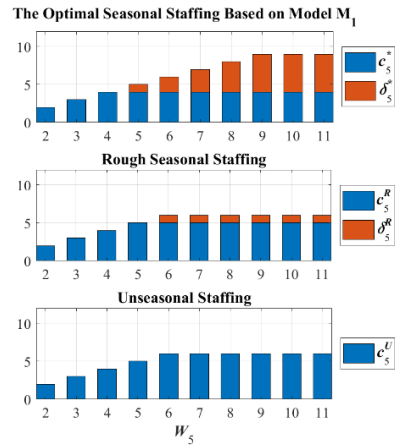 The Optimal Seasonal Staffing Based on Model M₁
10
5
0
2 3 4 5 6 7 8 9 10 11
c₅*
δ₅*
Rough Seasonal Staffing
10
5
0
2 3 4 5 6 7 8 9 10 11
c₅ᴿ
δ₅ᴿ
Unseasonal Staffing
10
5
0
2 3 4 5 6 7 8 9 10 11
W₅
c₅ᵁ